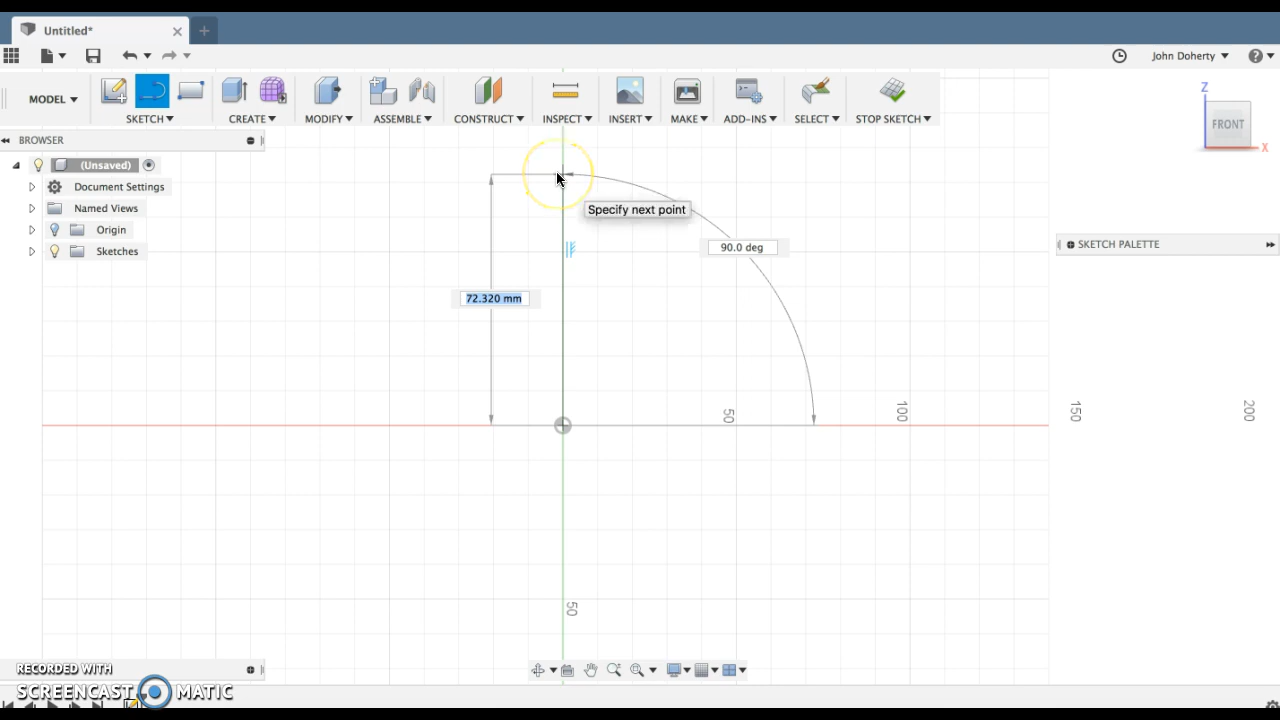 Untitled*
John Doherty
MODEL
SKETCH
CREATE
MODIFY
ASSEMBLE
CONSTRUCT
INSPECT
INSERT
MAKE
ADD-INS
SELECT
STOP SKETCH
Z
FRONT
X
BROWSER
(Unsaved)
Document Settings
Named Views
Origin
Sketches
Specify next point
90.0 deg
SKETCH PALETTE
72.320 mm
50
100
150
200
50
RECORDED WITH
SCREENCAST MATIC